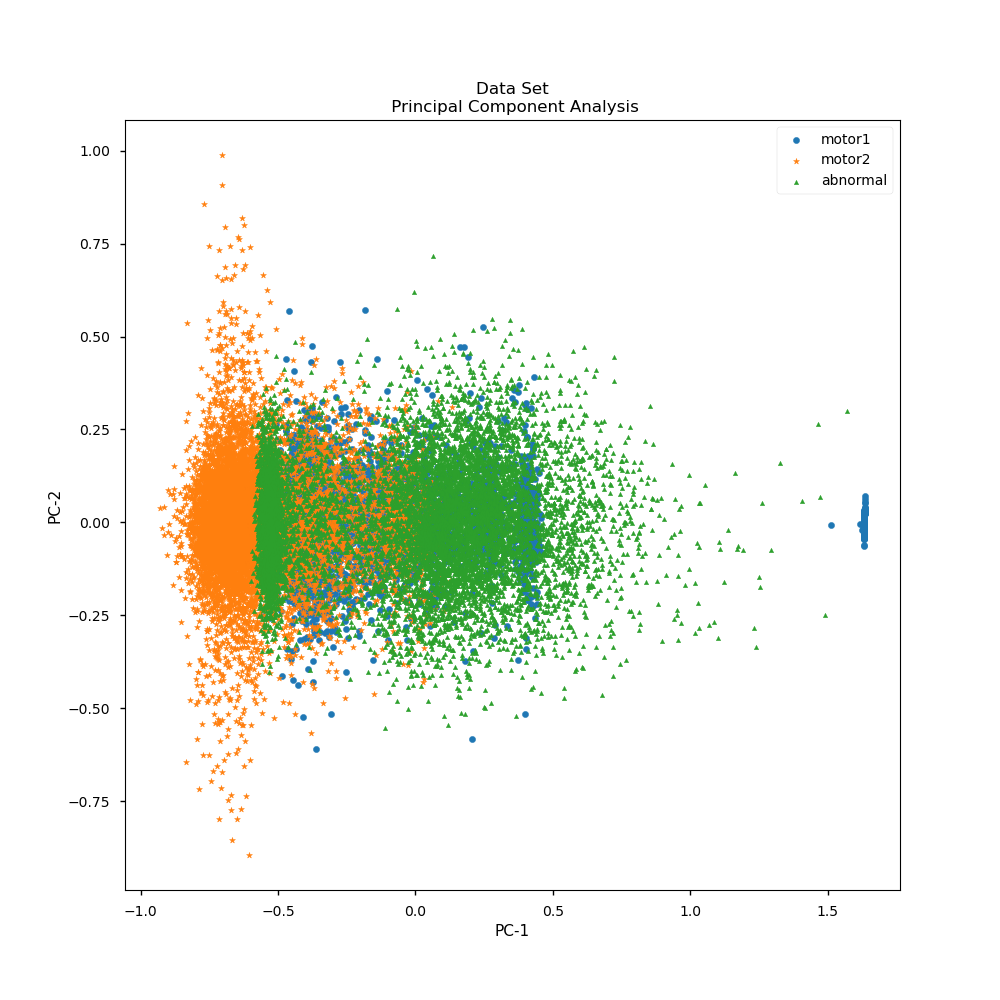 Data Set
Principal Component Analysis
motor1
motor2
abnormal
1.00
0.75
0.50
0.25
0.00
−0.25
−0.50
−0.75
PC-2
−1.0
−0.5
0.0
0.5
1.0
1.5
PC-1